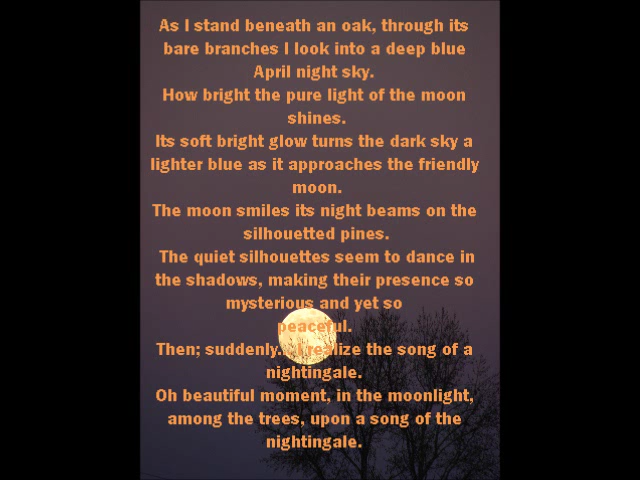 As I stand beneath an oak, through its
bare branches I look into a deep blue
April night sky.
How bright the pure light of the moon
shines.
Its soft bright glow turns the dark sky a
lighter blue as it approaches the friendly
moon.
The moon smiles its night beams on the
silhouetted pines.
The quiet silhouettes seem to dance in
the shadows, making their presence so
mysterious and yet so
peaceful.
Then; suddenly... I realize the song of a
nightingale.
Oh beautiful moment, in the moonlight,
among the trees, upon a song of the
nightingale.